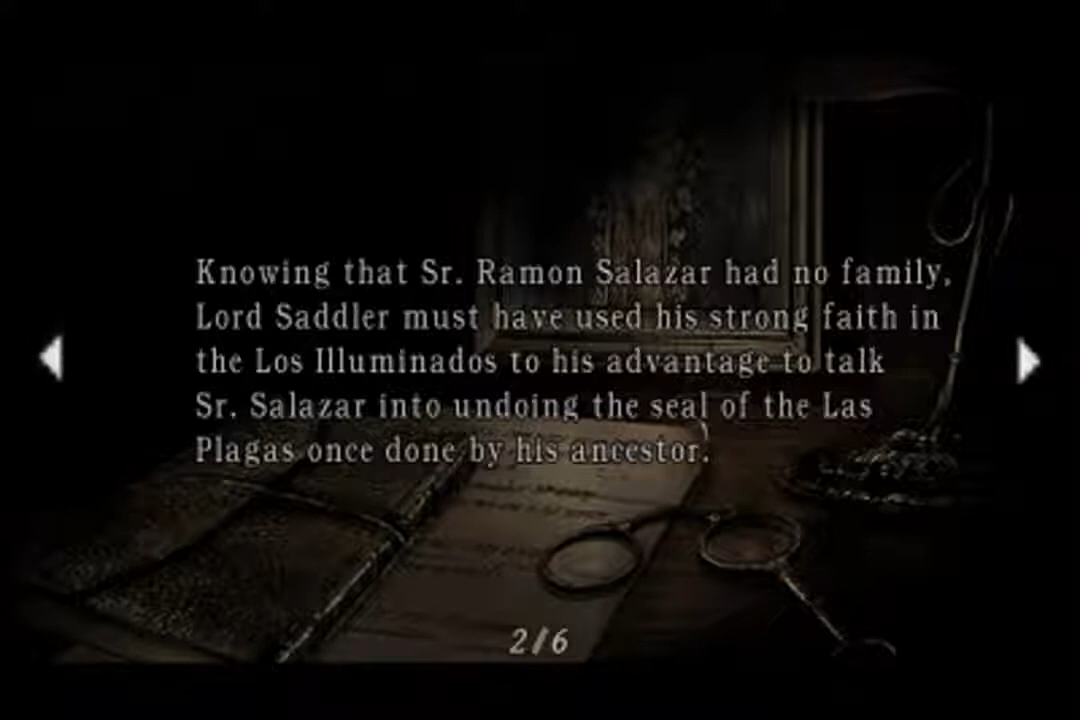 Knowing that Sr. Ramon Salazar had no family,
Lord Saddler must have used his strong faith in
the Los Illuminados to his advantage to talk
Sr. Salazar into undoing the seal of the Las
Plagas once done by his ancestor.
2/6